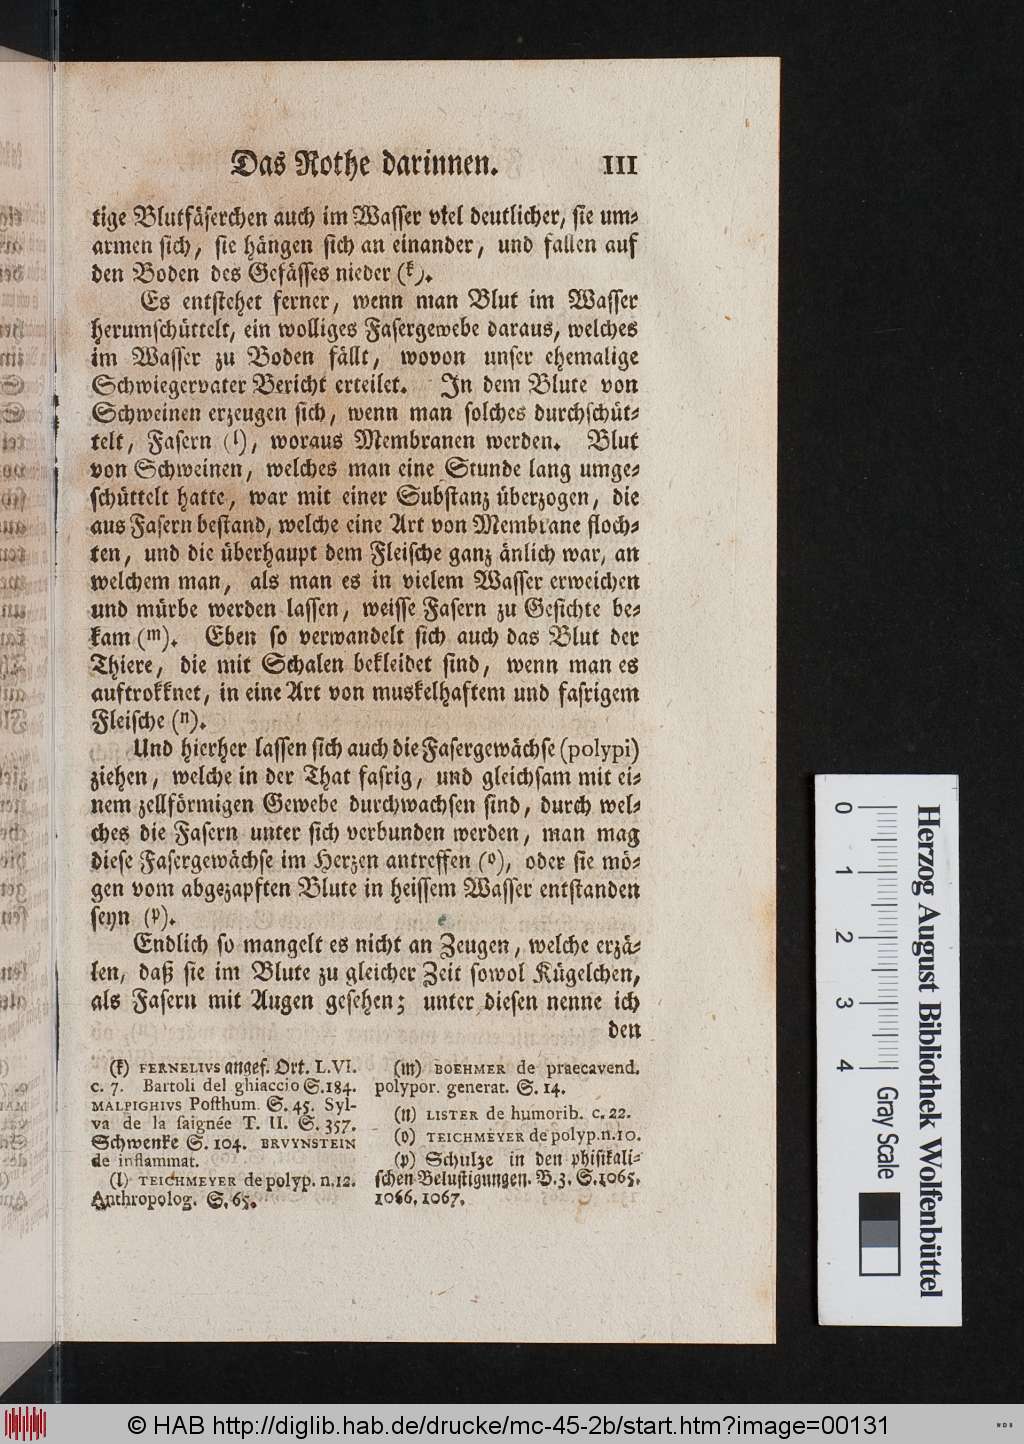 Das Rothe darinnen. 111
tige Blutfäserchen auch im Wasser viel deutlicher, sie um-
armen sich, sie hängen sich an einander, und fallen auf
den Boden des Gefässes nieder (k).
Es entstehet ferner, wenn man Blut im Wasser
herumschüttelt, ein wolliges Fasergewebe daraus, welches
im Wasser zu Boden fällt, wovon unser ehemalige
Schwiegervater Bericht erteilet. In dem Blute von
Schweinen erzeugen sich, wenn man solches durchschüt-
telt, Fasern (l), woraus Membranen werden. Blut
von Schweinen, welches man eine Stunde lang umge-
schüttelt hatte, war mit einer Substanz überzogen, die
aus Fasern bestand, welche eine Art von Membrane floch-
ten, und die überhaupt dem Fleische ganz änlich war, an
welchem man, als man es in vielem Wasser erweichen
und mürbe werden lassen, weisse Fasern zu Gesichte be-
kam (m). Eben so verwandelt sich auch das Blut der
Thiere, die mit Schalen bekleidet sind, wenn man es
auftrokknet, in eine Art von muskelhaftem und fasrigem
Fleische (n).
Und hierher lassen sich auch die Fasergewächse (polypi)
ziehen, welche in der That fasrig, und gleichsam mit ei-
nem zellförmigen Gewebe durchwachsen sind, durch wel-
ches die Fasern unter sich verbunden werden, man mag
diese Fasergewächse im Herzen antreffen (o), oder sie mö-
gen vom abgezapften Blute in heissem Wasser entstanden
seyn (p).
Endlich so mangelt es nicht an Zeugen, welche erzä-
len, daß sie im Blute zu gleicher Zeit sowol Kügelchen,
als Fasern mit Augen gesehen; unter diesen nenne ich
den
(k) FERNELIVS angef. Ort. L. VI.
c. 7. Bartoli del ghiaccio S. 184.
MALPIGHIVS Posthum. S. 45. Syl-
va de la saignée T. II. S. 357.
Schwenke S. 104. BRVYNSTEIN
de inflammat.
(l) TEICHMEYER de polyp. n. 12.
Anthropolog. S. 65.
(m) BOEHMER de praecavend.
polypor. generat. S. 14.
(n) LISTER de humorib. c. 22.
(o) TEICHMEYER de polyp. n. 10.
(p) Schulze in den phisikali-
schen Belustigungen. B. 3. S. 1065.
1066. 1067.
0 1 2 3 4
Gray Scale
Herzog August Bibliothek Wolfenbüttel
© HAB http://diglib.hab.de/drucke/mc-45-2b/start.htm?image=00131